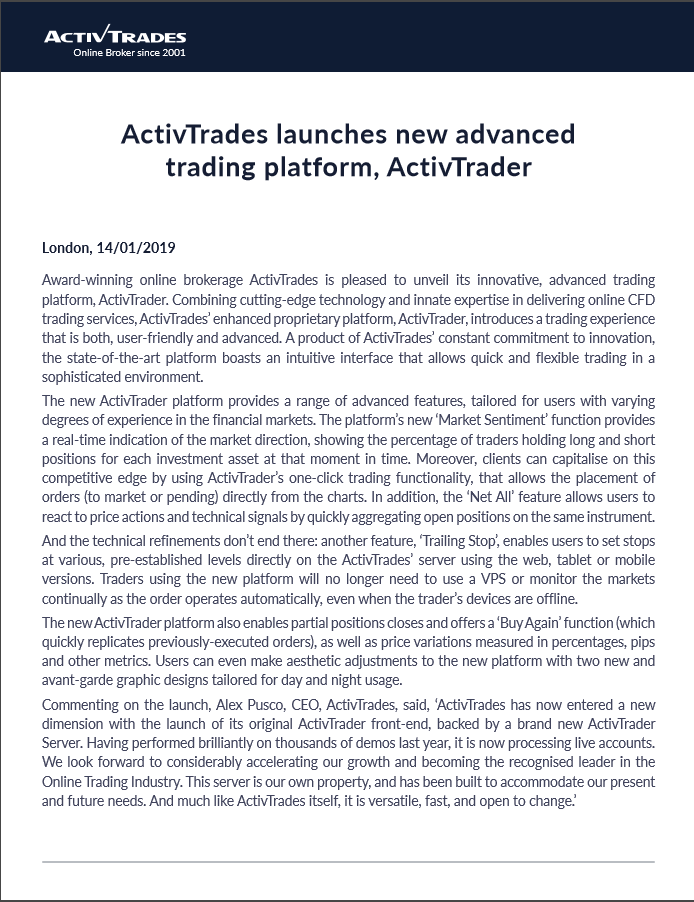 ACTIVTRADES
Online Broker since 2001
ActivTrades launches new advanced
trading platform, ActivTrader
London, 14/01/2019
Award-winning online brokerage ActivTrades is pleased to unveil its innovative, advanced trading
platform, ActivTrader. Combining cutting-edge technology and innate expertise in delivering online CFD
trading services, ActivTrades' enhanced proprietary platform, ActivTrader, introduces a trading experience
that is both, user-friendly and advanced. A product of ActivTrades' constant commitment to innovation,
the state-of-the-art platform boasts an intuitive interface that allows quick and flexible trading in a
sophisticated environment.
The new ActivTrader platform provides a range of advanced features, tailored for users with varying
degrees of experience in the financial markets. The platform's new 'Market Sentiment' function provides
a real-time indication of the market direction, showing the percentage of traders holding long and short
positions for each investment asset at that moment in time. Moreover, clients can capitalise on this
competitive edge by using ActivTrader's one-click trading functionality, that allows the placement of
orders (to market or pending) directly from the charts. In addition, the 'Net All' feature allows users to
react to price actions and technical signals by quickly aggregating open positions on the same instrument.
And the technical refinements don't end there: another feature, 'Trailing Stop', enables users to set stops
at various, pre-established levels directly on the ActivTrades' server using the web, tablet or mobile
versions. Traders using the new platform will no longer need to use a VPS or monitor the markets
continually as the order operates automatically, even when the trader's devices are offline.
The new ActivTrader platform also enables partial positions closes and offers a 'Buy Again' function (which
quickly replicates previously-executed orders), as well as price variations measured in percentages, pips
and other metrics. Users can even make aesthetic adjustments to the new platform with two new and
avant-garde graphic designs tailored for day and night usage.
Commenting on the launch, Alex Pusco, CEO, ActivTrades, said, 'ActivTrades has now entered a new
dimension with the launch of its original ActivTrader front-end, backed by a brand new ActivTrader
Server. Having performed brilliantly on thousands of demos last year, it is now processing live accounts.
We look forward to considerably accelerating our growth and becoming the recognised leader in the
Online Trading Industry. This server is our own property, and has been built to accommodate our present
and future needs. And much like ActivTrades itself, it is versatile, fast, and open to change.'